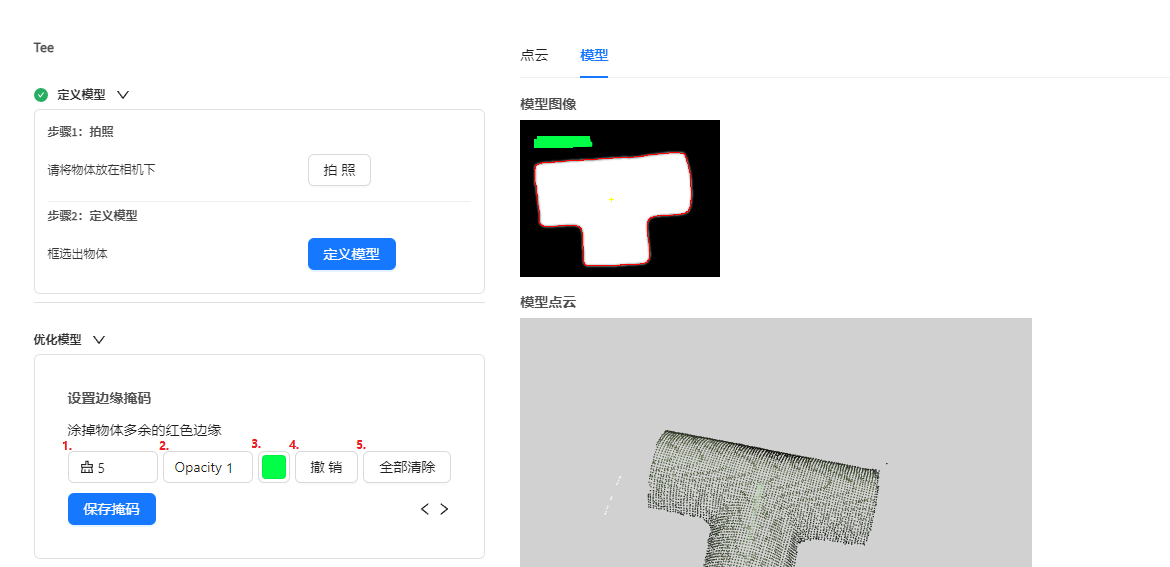 Tee
定义模型
步骤1：拍照
请将物体放在相机下
拍 照
步骤2：定义模型
框选出物体
定义模型
优化模型
设置边缘掩码
涂掉物体多余的红色边缘
1. 2. 3. 4. 5.
5 Opacity 1 撤 销 全部清除
保存掩码
点云 模型
模型图像
模型点云